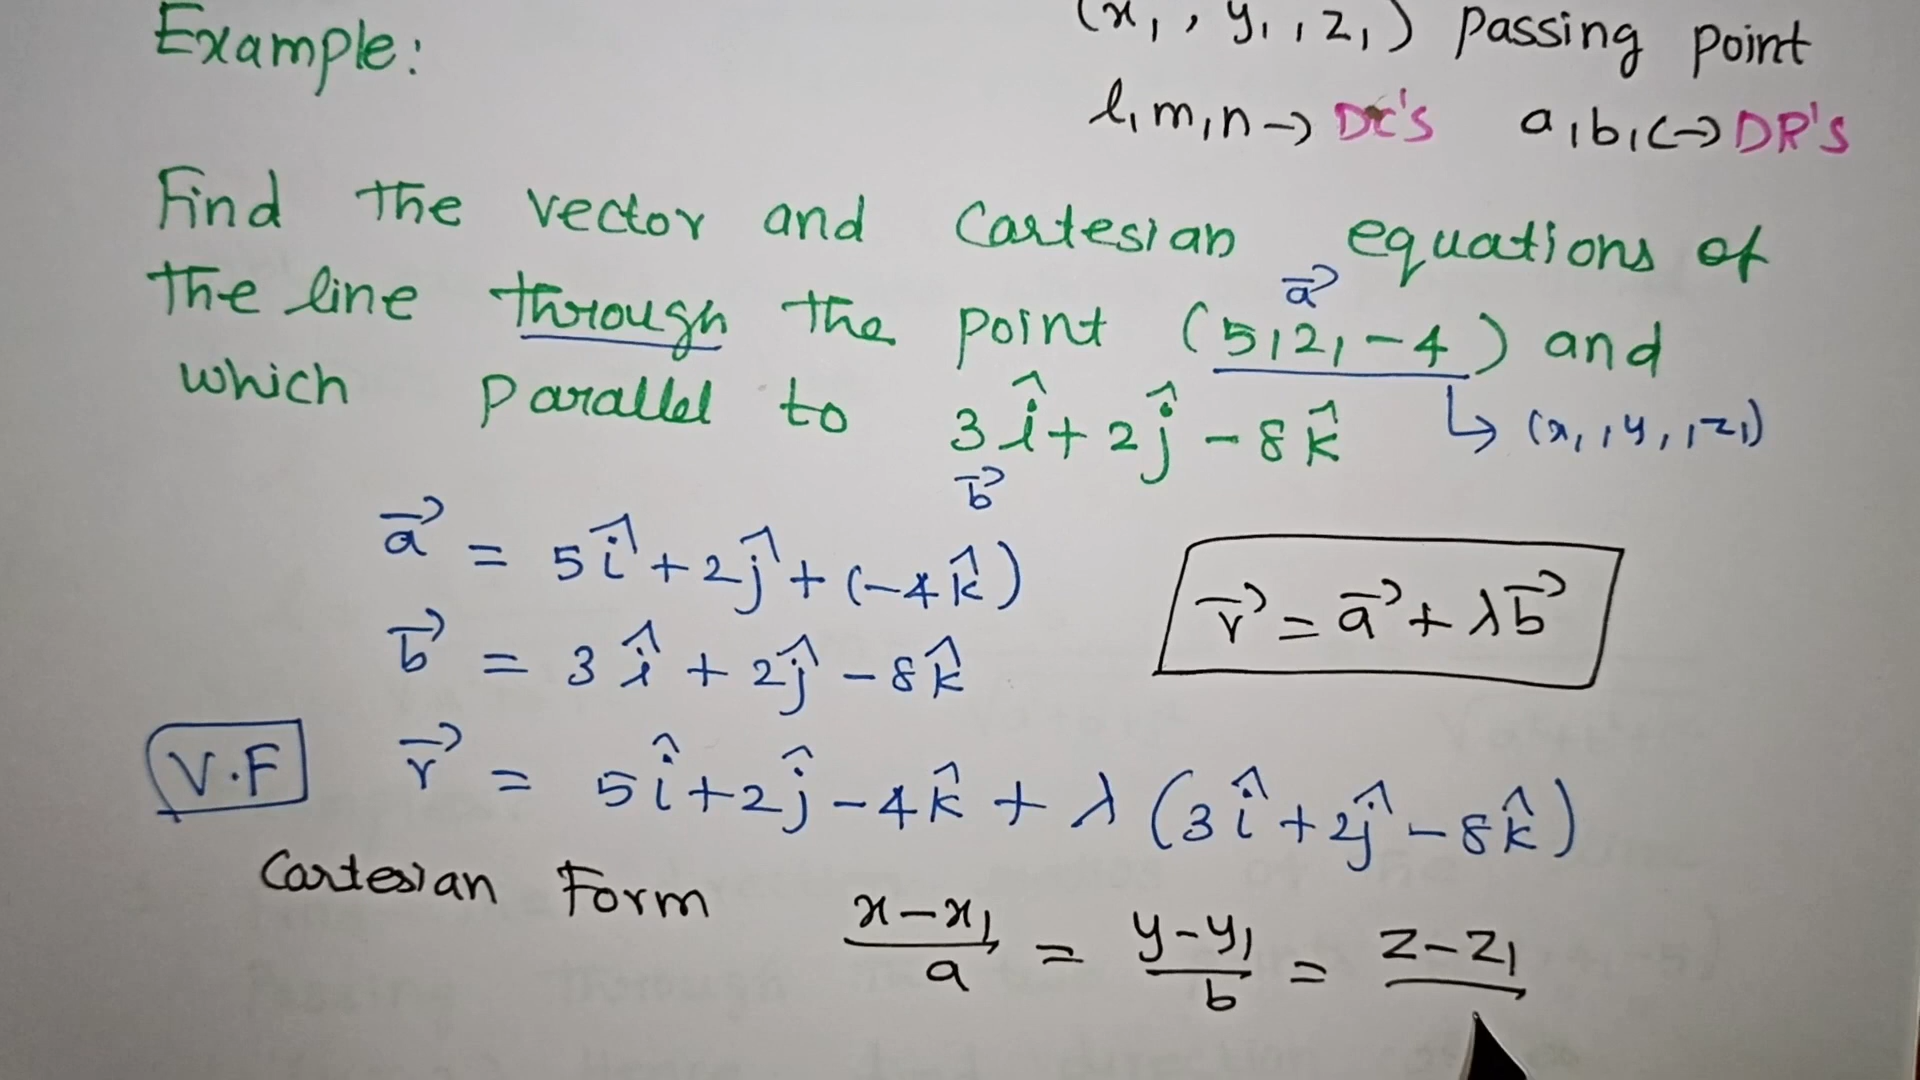 Example:
(x₁, y₁, z₁) passing point
l, m, n → DC's a, b, c → DR's
Find the vector and Cartesian equations of
the line through the point (5, 2, -4) and
a⃗
which parallel to 3î + 2ĵ - 8k̂
↳ (x₁, y₁, z₁)
b⃗
a⃗ = 5î + 2ĵ + (-4k̂)
b⃗ = 3î + 2ĵ - 8k̂
r⃗ = a⃗ + λb⃗
V.F r⃗ = 5î + 2ĵ - 4k̂ + λ (3î + 2ĵ - 8k̂)
Cartesian Form (x - x₁)/a = (y - y₁)/b = z - z₁